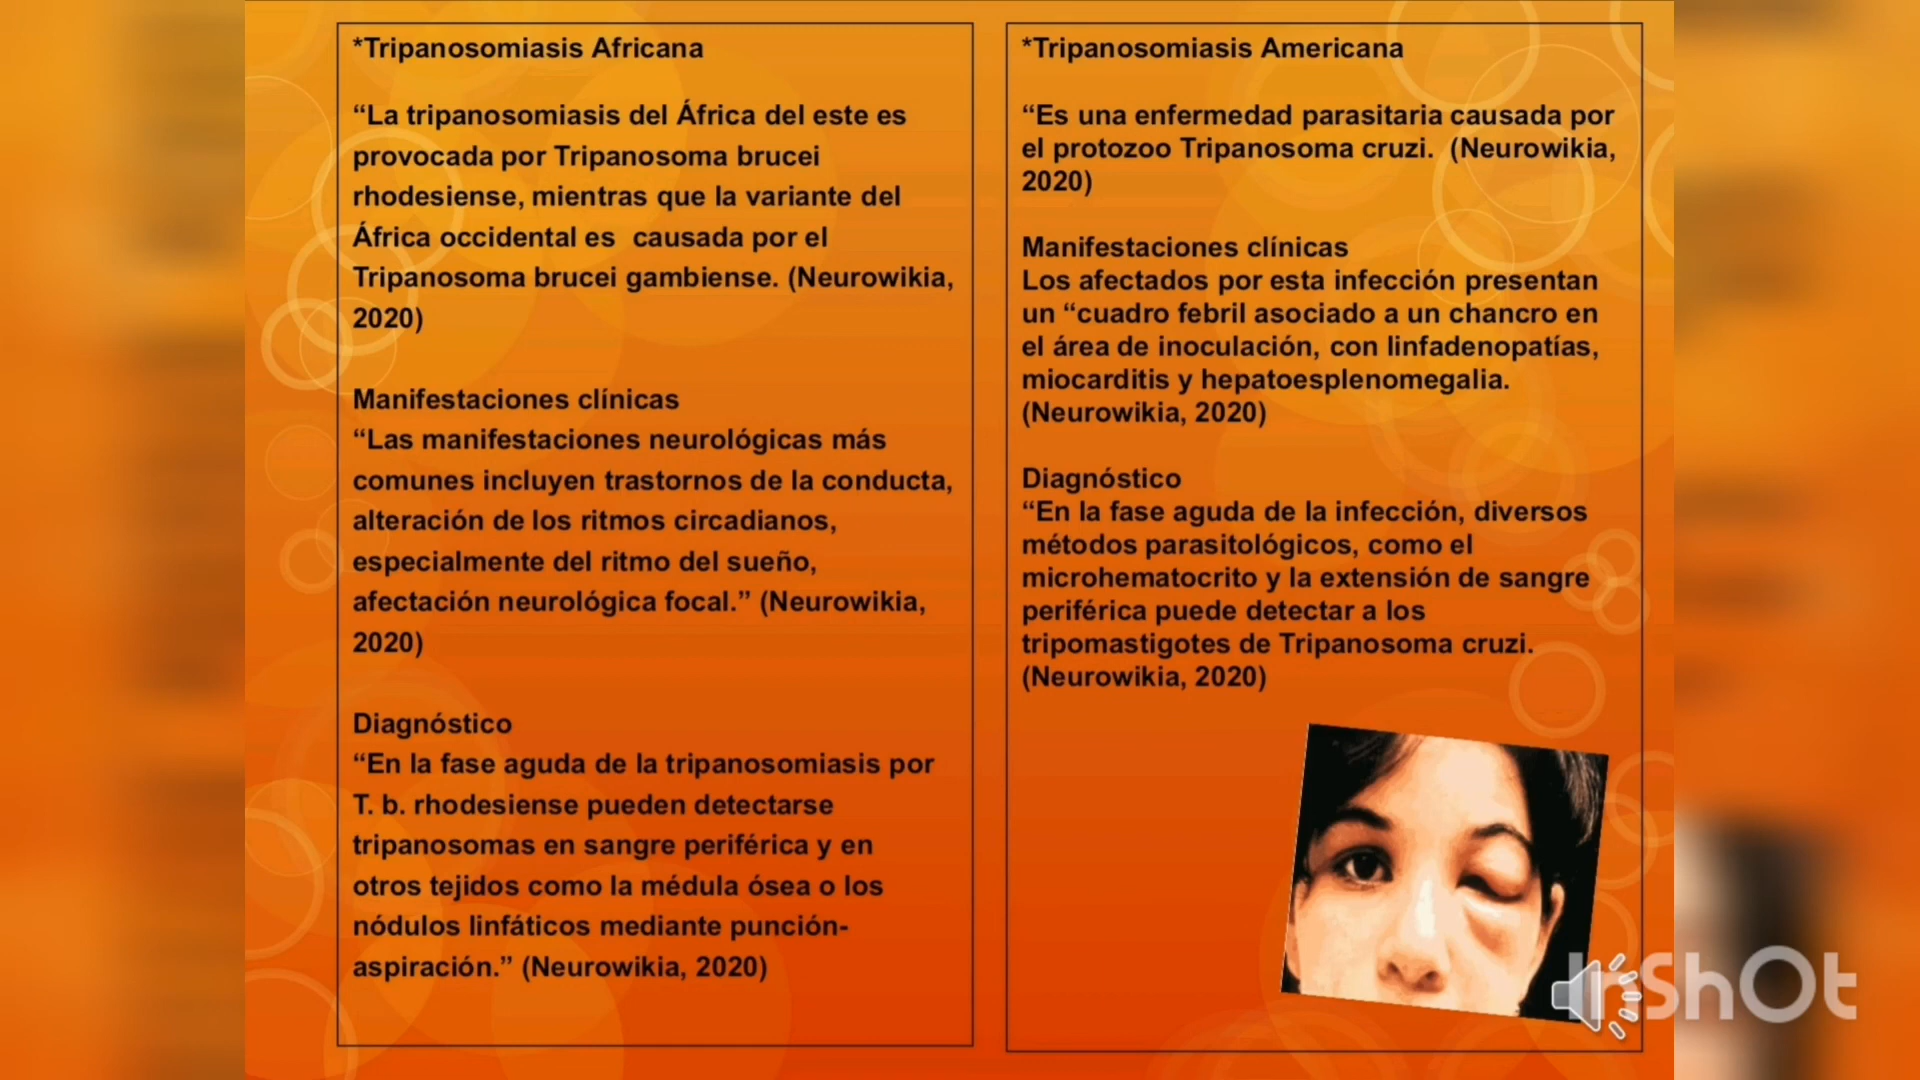 *Tripanosomiasis Africana
“La tripanosomiasis del África del este es
provocada por Tripanosoma brucei
rhodesiense, mientras que la variante del
África occidental es  causada por el
Tripanosoma brucei gambiense. (Neurowikia,
2020)
Manifestaciones clínicas
“Las manifestaciones neurológicas más
comunes incluyen trastornos de la conducta,
alteración de los ritmos circadianos,
especialmente del ritmo del sueño,
afectación neurológica focal.” (Neurowikia,
2020)
Diagnóstico
“En la fase aguda de la tripanosomiasis por
T. b. rhodesiense pueden detectarse
tripanosomas en sangre periférica y en
otros tejidos como la médula ósea o los
nódulos linfáticos mediante punción-
aspiración.” (Neurowikia, 2020)
*Tripanosomiasis Americana
“Es una enfermedad parasitaria causada por
el protozoo Tripanosoma cruzi.  (Neurowikia,
2020)
Manifestaciones clínicas
Los afectados por esta infección presentan
un “cuadro febril asociado a un chancro en
el área de inoculación, con linfadenopatías,
miocarditis y hepatoesplenomegalia.
(Neurowikia, 2020)
Diagnóstico
“En la fase aguda de la infección, diversos
métodos parasitológicos, como el
microhematocrito y la extensión de sangre
periférica puede detectar a los
tripomastigotes de Tripanosoma cruzi.
(Neurowikia, 2020)
InShOt